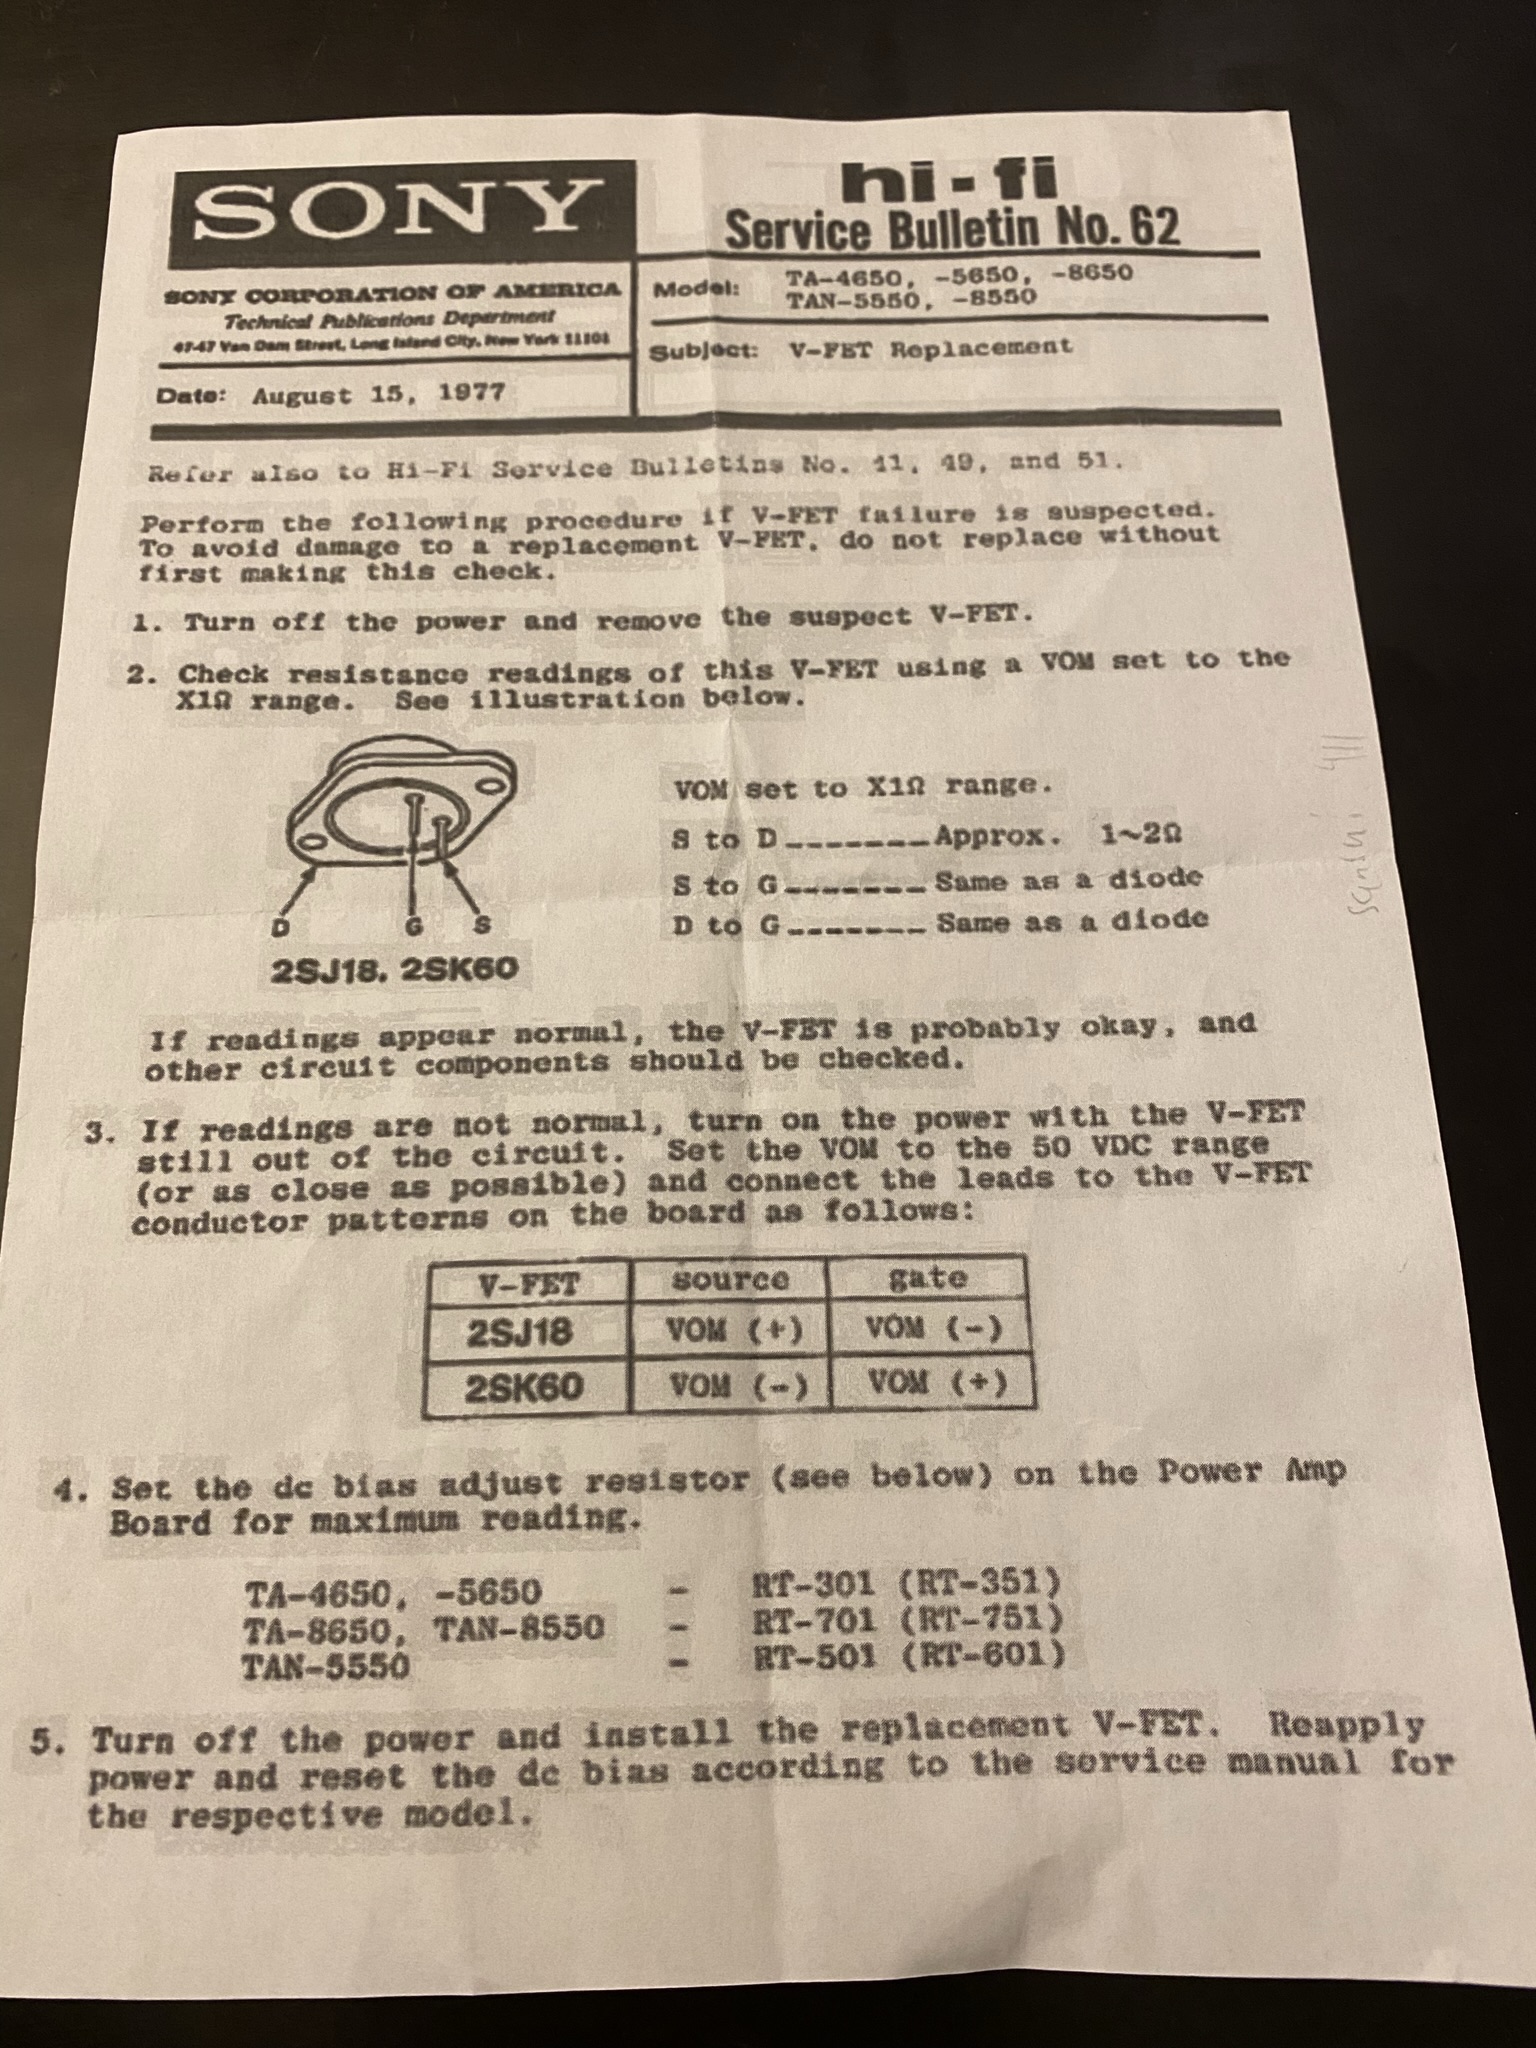 SONY
hi-fi
Service Bulletin No. 62
SONY CORPORATION OF AMERICA
Technical Publications Department
47-47 Van Dam Street, Long Island City, New York 11101
Date: August 15, 1977
Model: TA-4650, -5650, -8650
TAN-5550, -8550
Subject: V-FET Replacement
Refer also to Hi-Fi Service Bulletins No. 41, 49, and 51.
Perform the following procedure if V-FET failure is suspected.
To avoid damage to a replacement V-FET, do not replace without
first making this check.
1. Turn off the power and remove the suspect V-FET.
2. Check resistance readings of this V-FET using a VOM set to the
X1Ω range. See illustration below.
VOM set to X1Ω range.
S to D_______Approx. 1~2Ω
S to G_______Same as a diode
D to G_______Same as a diode
D G S
2SJ18. 2SK60
If readings appear normal, the V-FET is probably okay, and
other circuit components should be checked.
3. If readings are not normal, turn on the power with the V-FET
still out of the circuit. Set the VOM to the 50 VDC range
(or as close as possible) and connect the leads to the V-FET
conductor patterns on the board as follows:
V-FET source gate
2SJ18 VOM (+) VOM (-)
2SK60 VOM (-) VOM (+)
4. Set the dc bias adjust resistor (see below) on the Power Amp
Board for maximum reading.
TA-4650, -5650 - RT-301 (RT-351)
TA-8650, TAN-8550 - RT-701 (RT-751)
TAN-5550 - RT-501 (RT-601)
5. Turn off the power and install the replacement V-FET. Reapply
power and reset the dc bias according to the service manual for
the respective model.